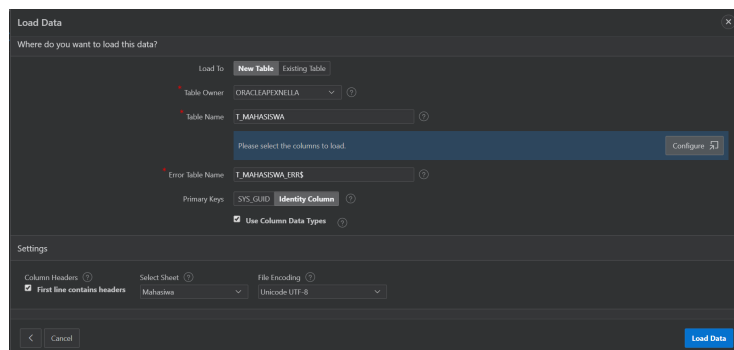 Load Data
Where do you want to load this data?
Load To New Table Existing Table
* Table Owner ORACLEAPEXNELLA
* Table Name T_MAHASISWA
Please select the columns to load. Configure
* Error Table Name T_MAHASISWA_ERR$
Primary Keys SYS_GUID Identity Column
Use Column Data Types
Settings
Column Headers Select Sheet File Encoding
First line contains headers Mahasiwa Unicode UTF-8
Cancel Load Data